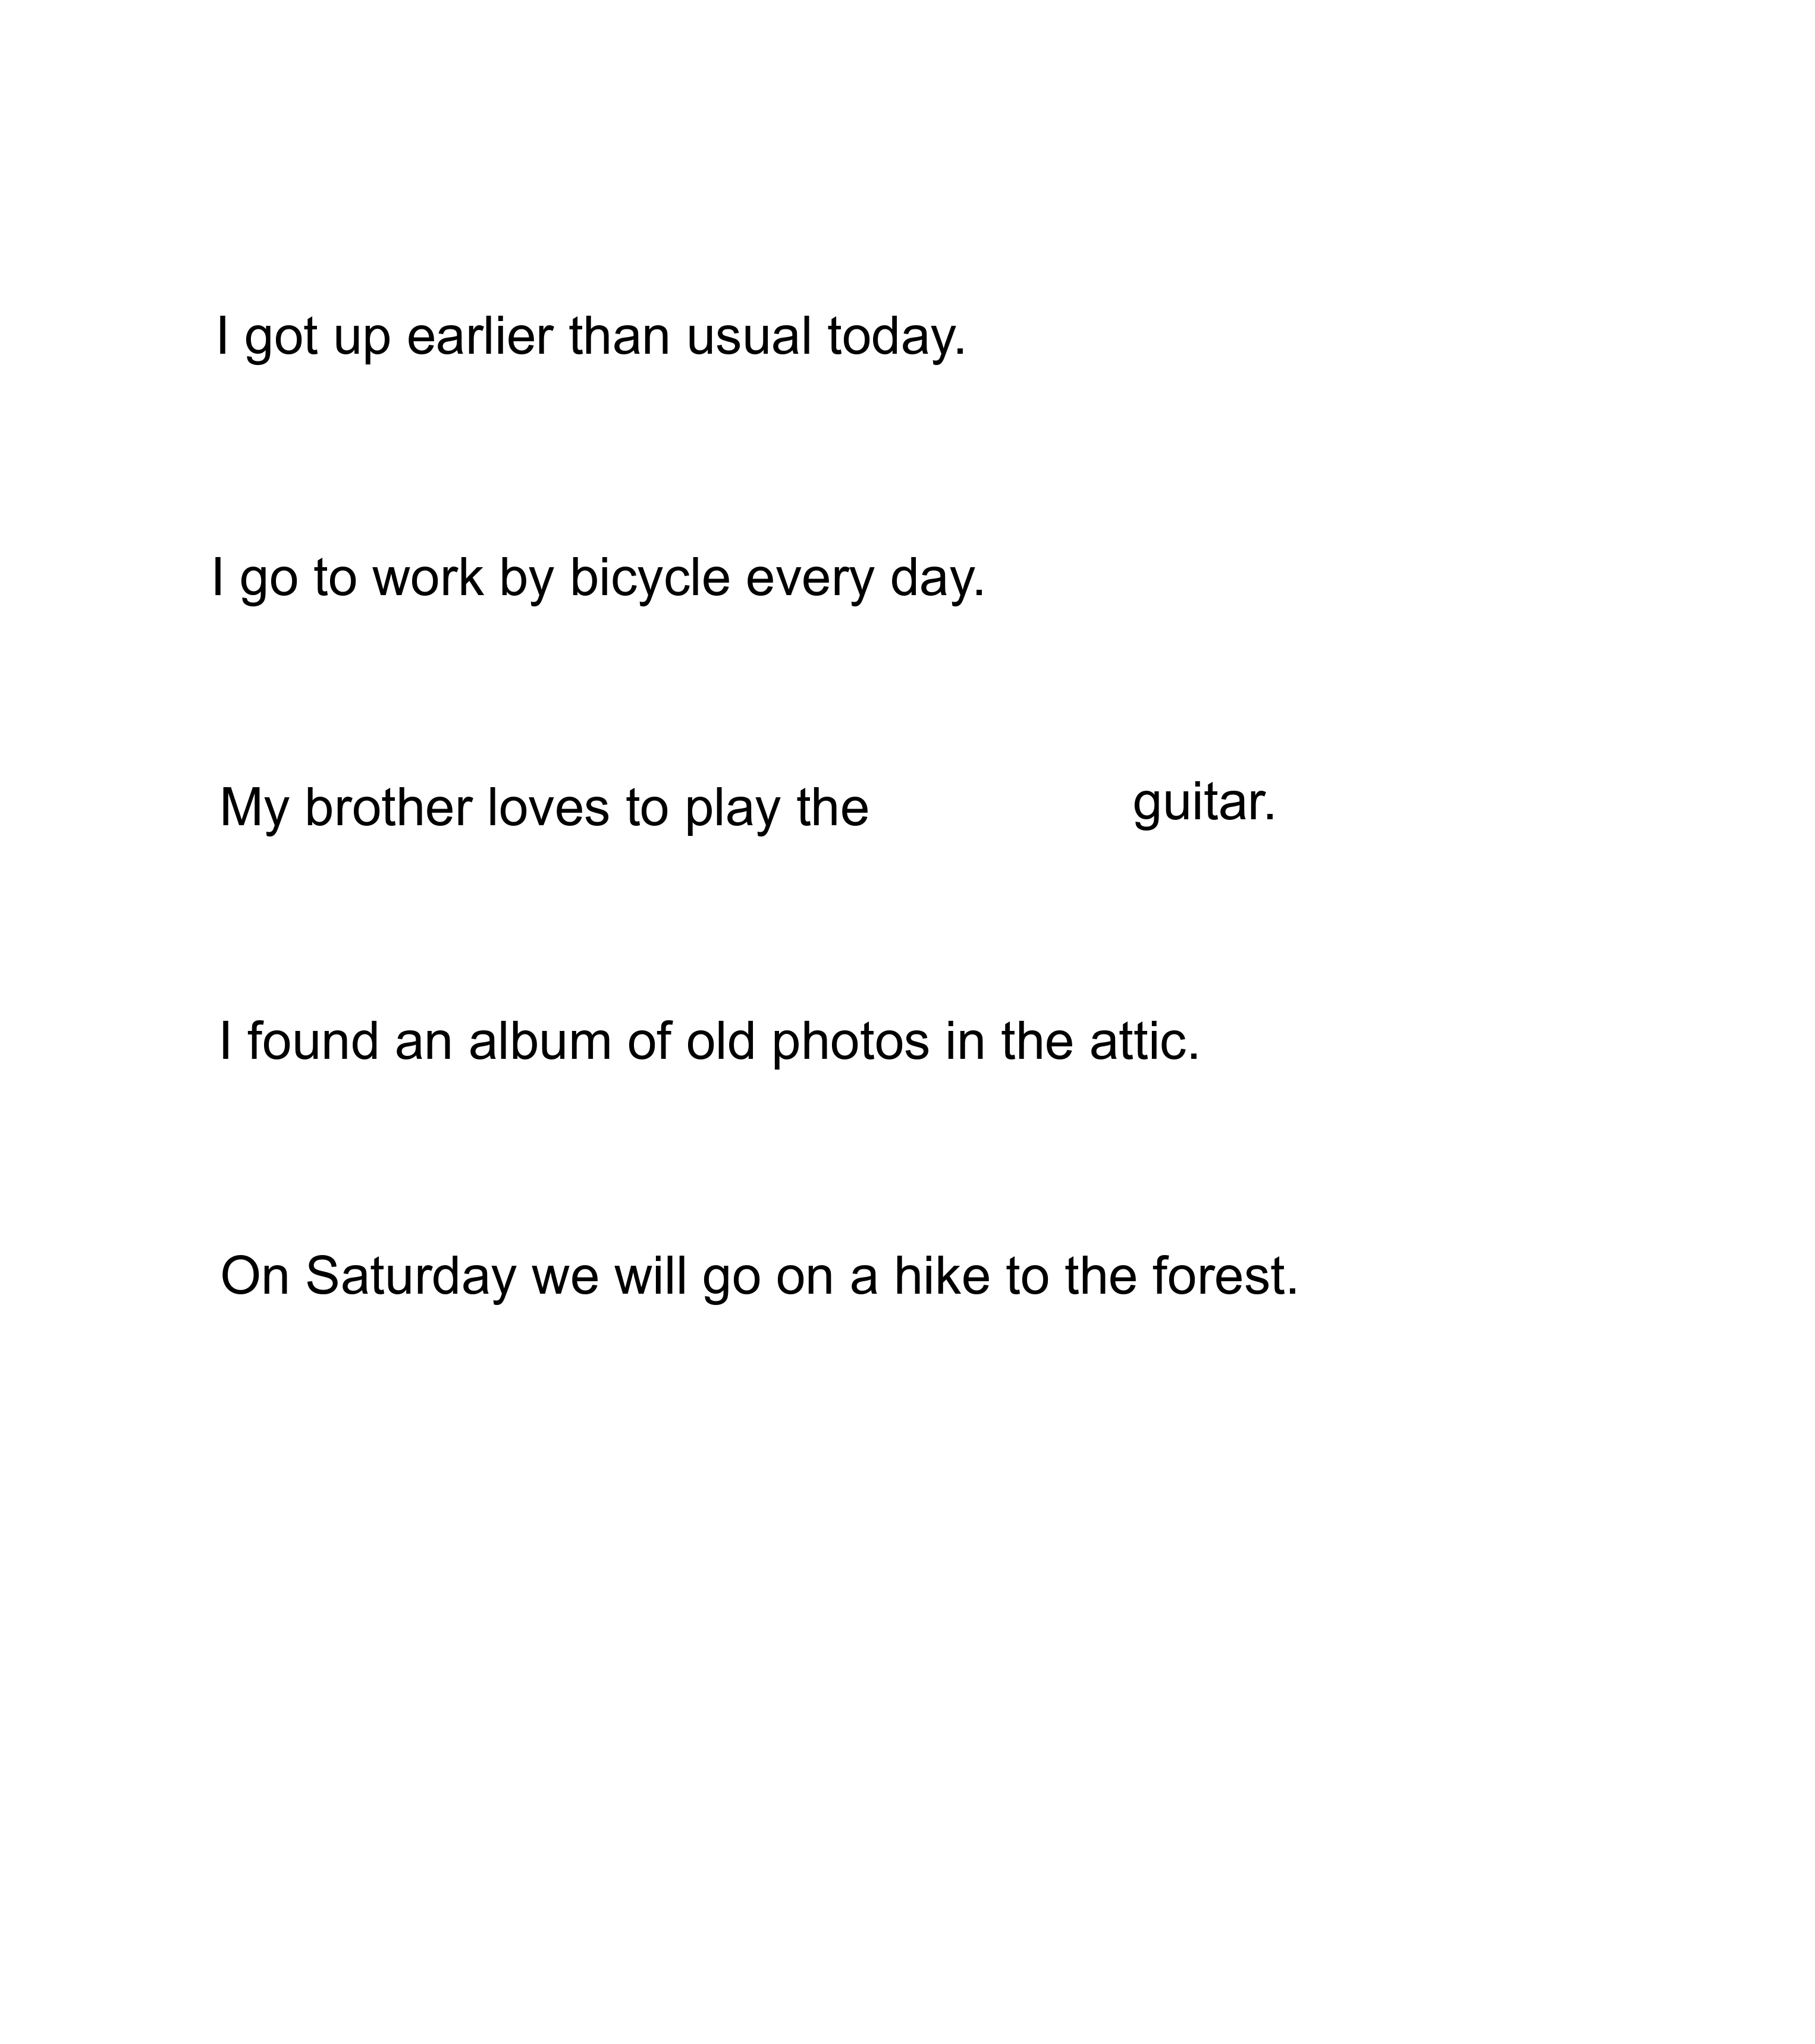 I got up earlier than usual today.
I go to work by bicycle every day.
My brother loves to play the guitar.
I found an album of old photos in the attic.
On Saturday we will go on a hike to the forest.